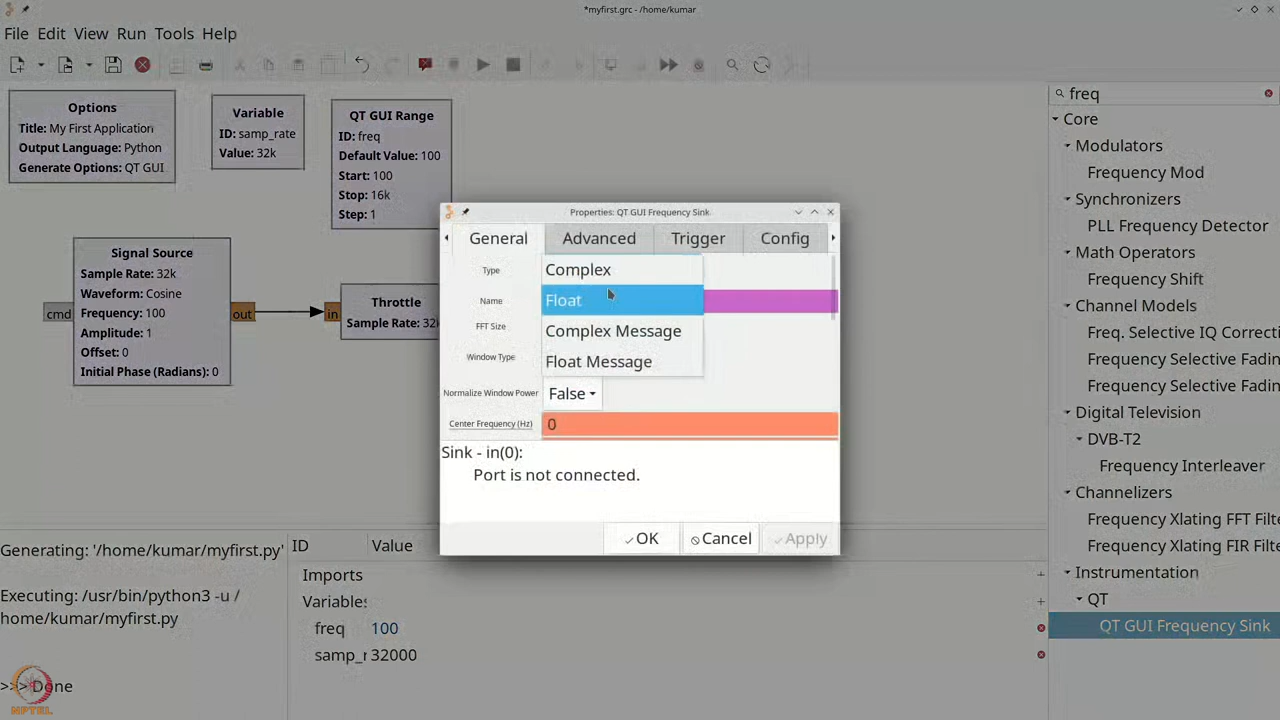 *myfirst.grc - /home/kumar
File Edit View Run Tools Help
Options
Title: My First Application
Output Language: Python
Generate Options: QT GUI
Variable
ID: samp_rate
Value: 32k
QT GUI Range
ID: freq
Default Value: 100
Start: 100
Stop: 16k
Step: 1
Signal Source
Sample Rate: 32k
Waveform: Cosine
Frequency: 100
Amplitude: 1
Offset: 0
Initial Phase (Radians): 0
cmd
out
in
Throttle
Sample Rate: 32k
Properties: QT GUI Frequency Sink
General Advanced Trigger Config
Type
Name
FFT Size
Window Type
Complex
Float
Complex Message
Float Message
Normalize Window Power False
Center Frequency (Hz) 0
Sink - in(0):
Port is not connected.
OK Cancel Apply
freq
Core
Modulators
Frequency Mod
Synchronizers
PLL Frequency Detector
Math Operators
Frequency Shift
Channel Models
Freq. Selective IQ Correcti
Frequency Selective Fadin
Frequency Selective Fadin
Digital Television
DVB-T2
Frequency Interleaver
Channelizers
Frequency Xlating FFT Filte
Frequency Xlating FIR Filte
Instrumentation
QT
QT GUI Frequency Sink
Generating: '/home/kumar/myfirst.py'
Executing: /usr/bin/python3 -u /
home/kumar/myfirst.py
>>> Done
NPTEL
ID Value
Imports
Variables
freq 100
samp_r 32000